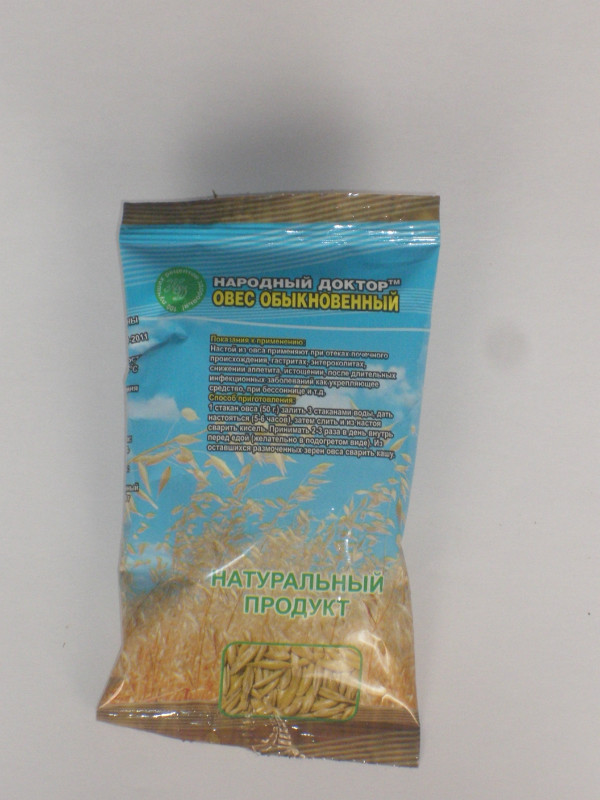 НАРОДНЫЙ ДОКТОР™
ОВЕС ОБЫКНОВЕННЫЙ
-2011
Показания к применению:
Настой из овса применяют при отеках почечного
происхождения, гастритах, энтероколитах,
снижении аппетита, истощении, после длительных
инфекционных заболеваний как укрепляющее
средство, при бессоннице и т.д.
Способ приготовления:
1 стакан овса (50 г.) залить 3 стаканами воды, дать
настояться (5-6 часов), затем слить и из настоя
сварить кисель. Принимать 2-3 раза в день внутрь
перед едой (желательно в подогретом виде). Из
оставшихся размоченных зерен овса сварить кашу.
НАТУРАЛЬНЫЙ
ПРОДУКТ